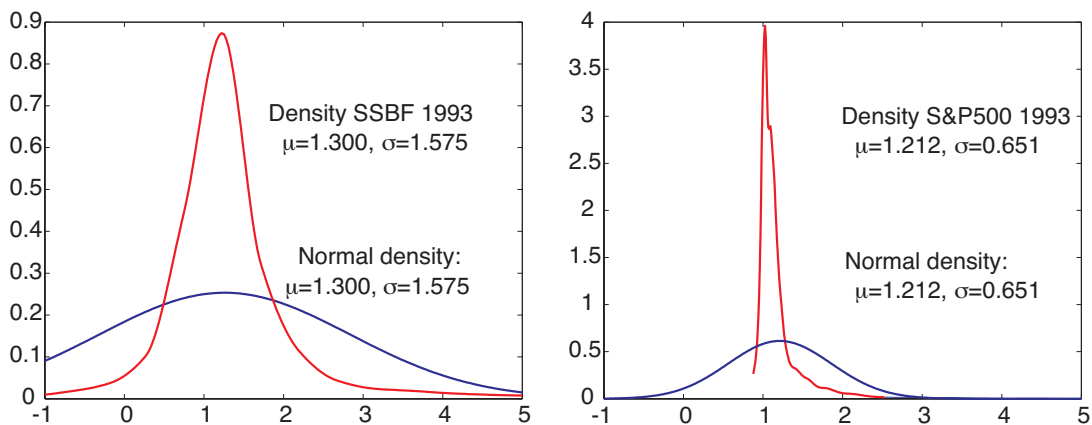 0.9
0.8
0.7
0.6
0.5
0.4
0.3
0.2
0.1
0
-1 0 1 2 3 4 5
Density SSBF 1993
μ=1.300, σ=1.575
Normal density:
μ=1.300, σ=1.575
4
3.5
3
2.5
2
1.5
1
0.5
0
-1 0 1 2 3 4 5
Density S&P500 1993
μ=1.212, σ=0.651
Normal density:
μ=1.212, σ=0.651